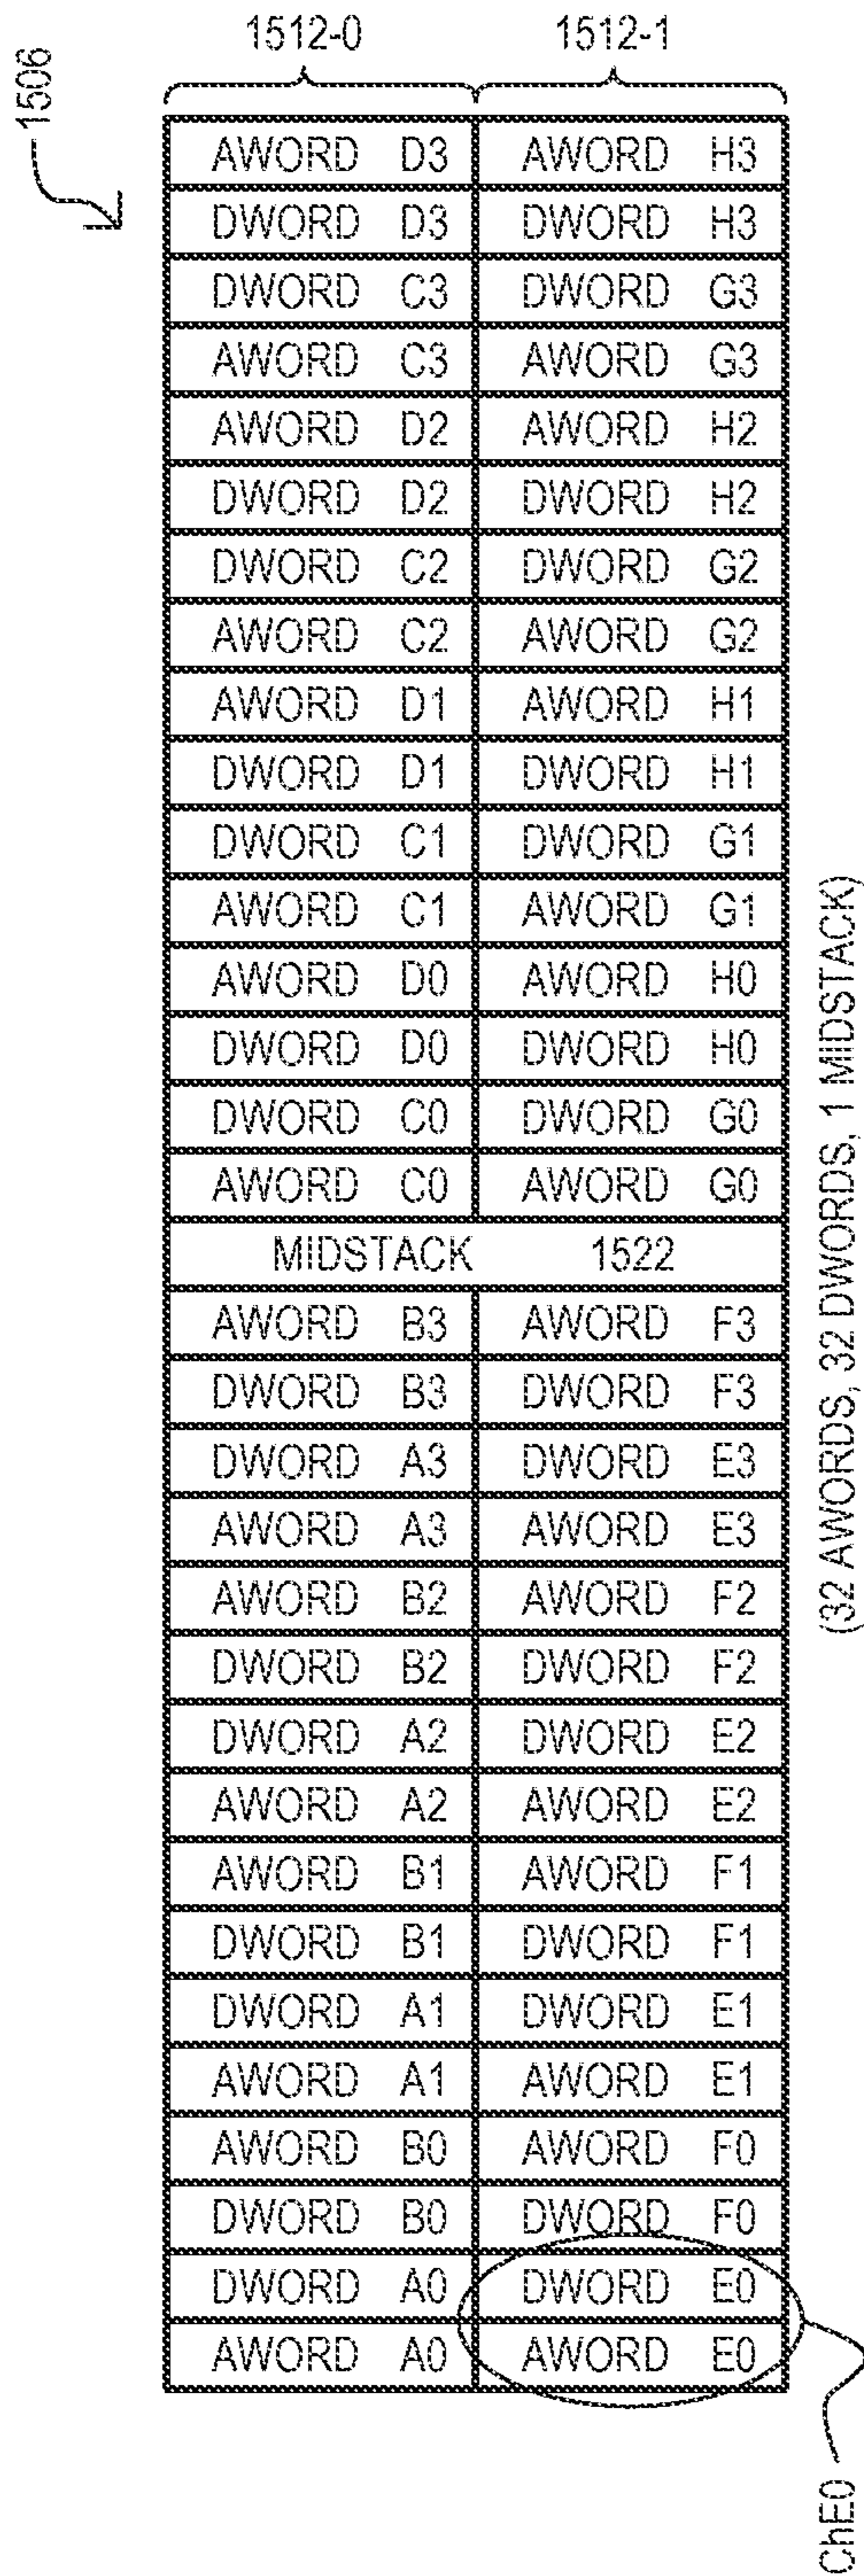 1506
1512-0 1512-1
AWORD D3 AWORD H3
DWORD D3 DWORD H3
DWORD C3 DWORD G3
AWORD C3 AWORD G3
AWORD D2 AWORD H2
DWORD D2 DWORD H2
DWORD C2 DWORD G2
AWORD C2 AWORD G2
AWORD D1 AWORD H1
DWORD D1 DWORD H1
DWORD C1 DWORD G1
AWORD C1 AWORD G1
AWORD D0 AWORD H0
DWORD D0 DWORD H0
DWORD C0 DWORD G0
AWORD C0 AWORD G0
MIDSTACK 1522
AWORD B3 AWORD F3
DWORD B3 DWORD F3
DWORD A3 DWORD E3
AWORD A3 AWORD E3
AWORD B2 AWORD F2
DWORD B2 DWORD F2
DWORD A2 DWORD E2
AWORD A2 AWORD E2
AWORD B1 AWORD F1
DWORD B1 DWORD F1
DWORD A1 DWORD E1
AWORD A1 AWORD E1
AWORD B0 AWORD F0
DWORD B0 DWORD F0
DWORD A0 DWORD E0
AWORD A0 AWORD E0
(32 AWORDS, 32 DWORDS, 1 MIDSTACK)
ChE0